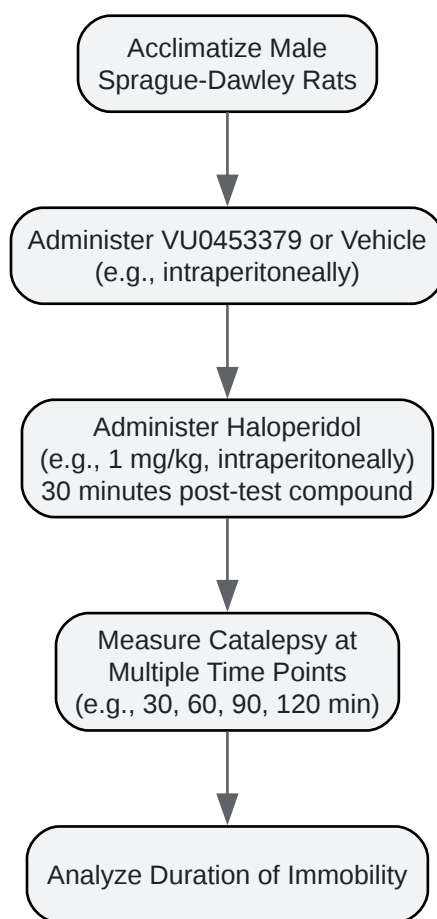 Acclimatize Male
Sprague-Dawley Rats
Administer VU0453379 or Vehicle
(e.g., intraperitoneally)
Administer Haloperidol
(e.g., 1 mg/kg, intraperitoneally)
30 minutes post-test compound
Measure Catalepsy at
Multiple Time Points
(e.g., 30, 60, 90, 120 min)
Analyze Duration of Immobility